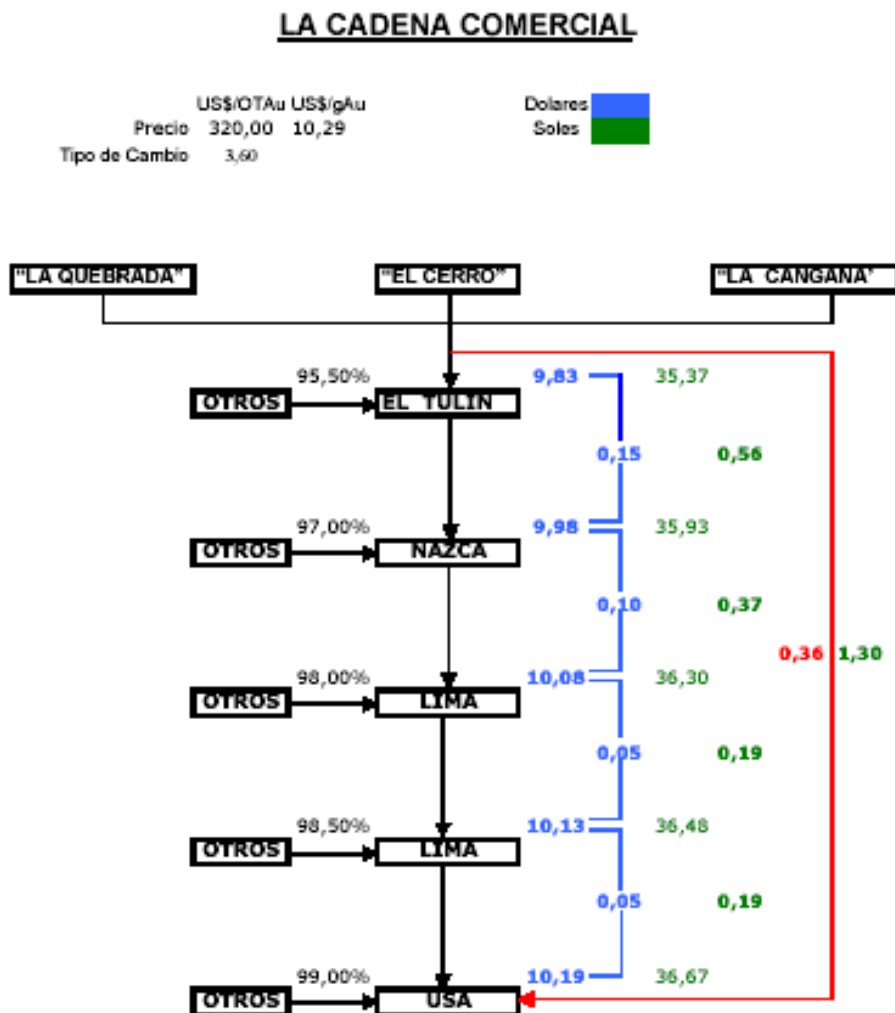 LA CADENA COMERCIAL
US$/OTAu US$/gAu
Precio 320,00 10,29
Tipo de Cambio 3,60
Dolares
Soles
"LA QUEBRADA" "EL CERRO" "LA CANGANA"
95,50% 9,83 35,37
OTROS EL TULIN
0,15 0,56
97,00% 9,98 35,93
OTROS NAZCA
0,10 0,37
0,36 1,30
98,00% 10,08 36,30
OTROS LIMA
0,05 0,19
98,50% 10,13 36,48
OTROS LIMA
0,05 0,19
99,00% 10,19 36,67
OTROS USA